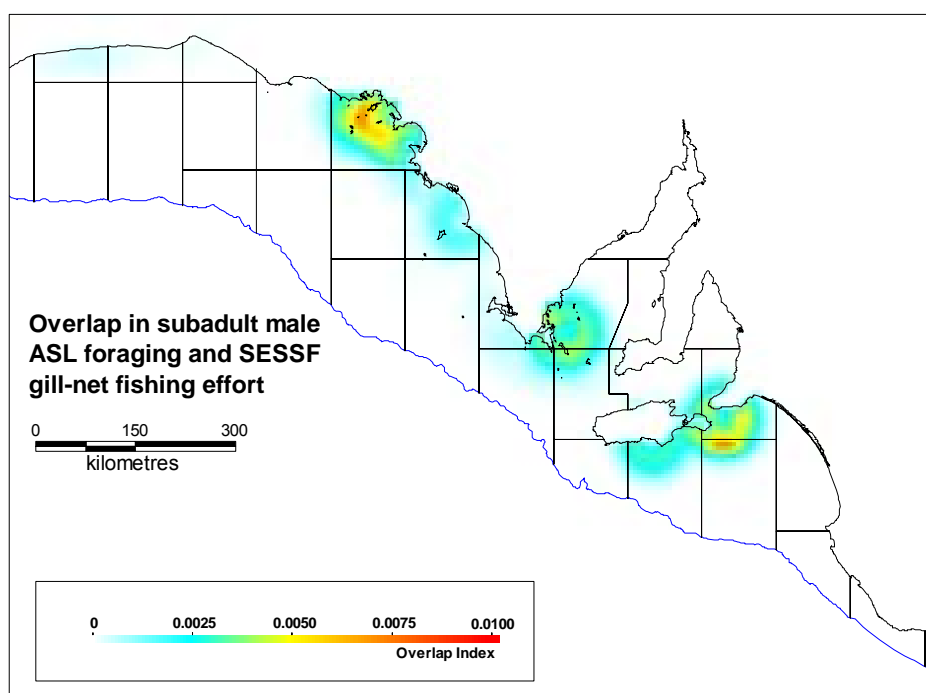 Overlap in subadult male
ASL foraging and SESSF
gill-net fishing effort
0 150 300
kilometres
0 0.0025 0.0050 0.0075 0.0100
Overlap Index